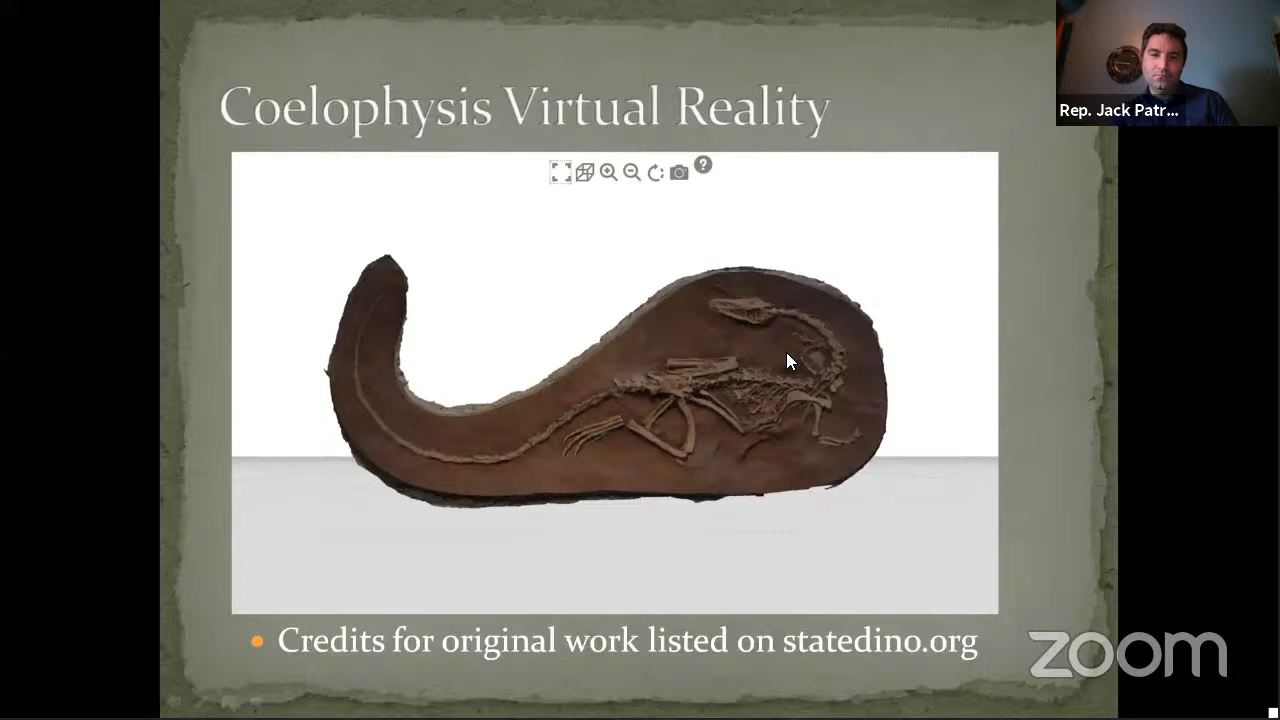 Coelophysis Virtual Reality
Rep. Jack Patr...
?
Credits for original work listed on statedino.org
zoom